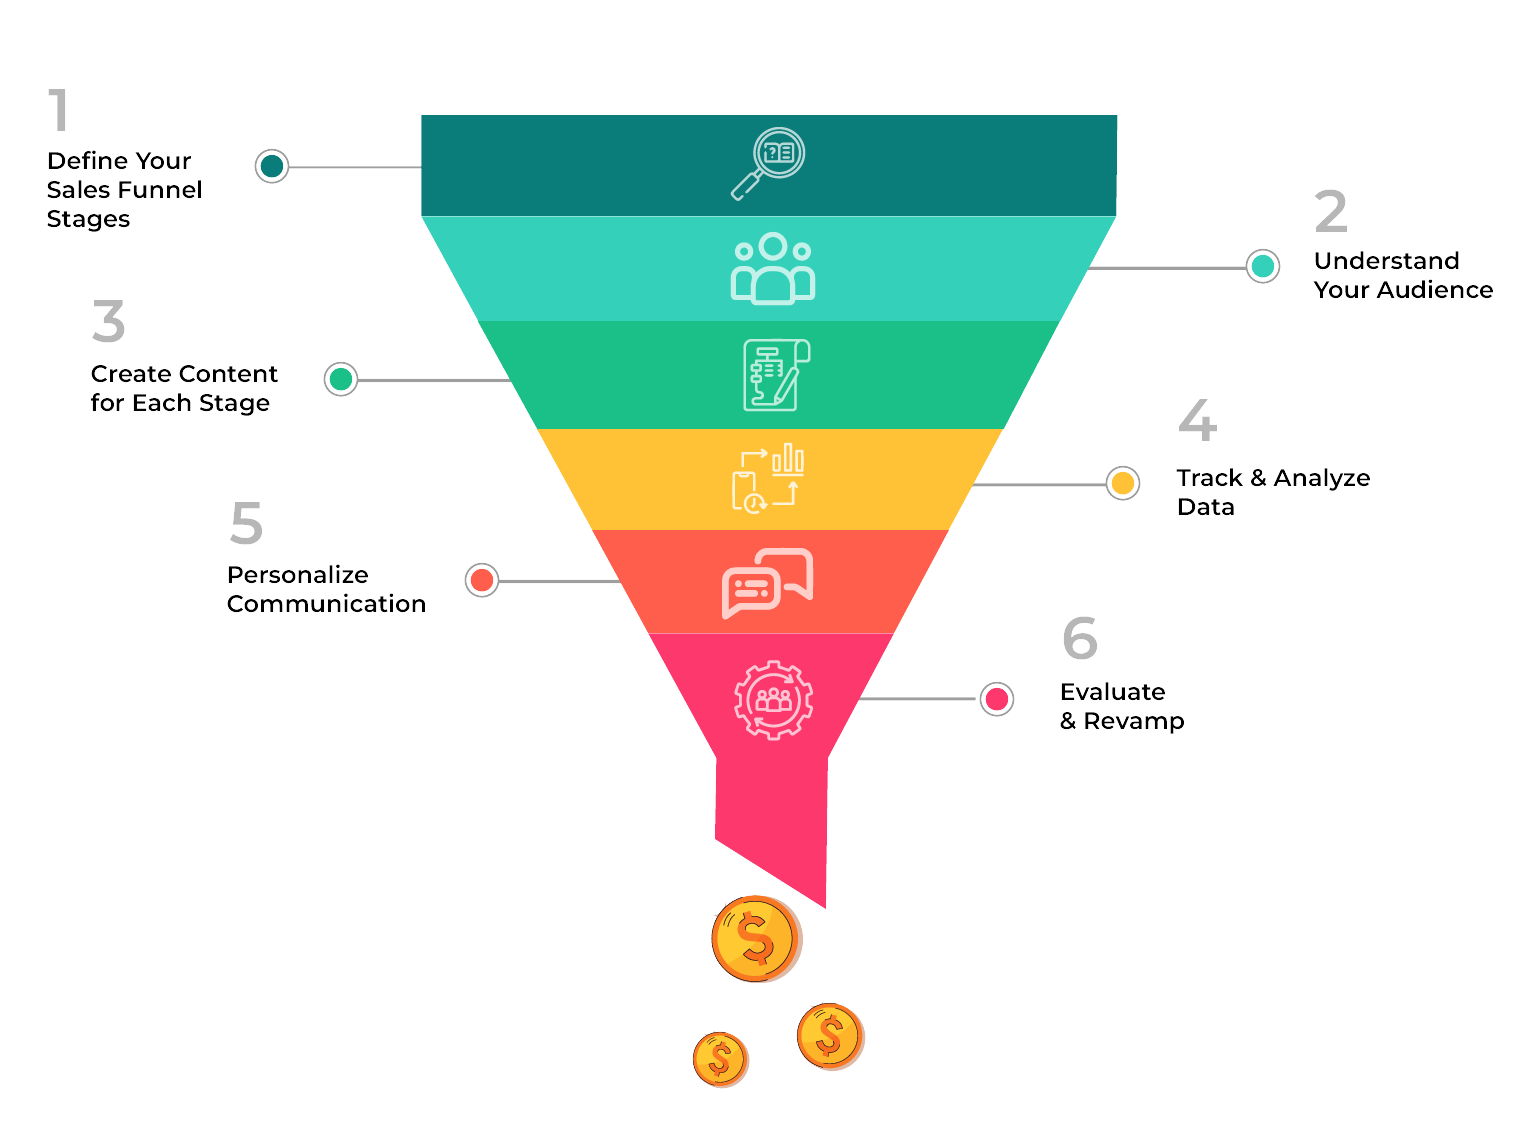 1
Define Your
Sales Funnel
Stages
2
Understand
Your Audience
3
Create Content
for Each Stage
4
Track & Analyze
Data
5
Personalize
Communication
6
Evaluate
& Revamp
?
$
$
$